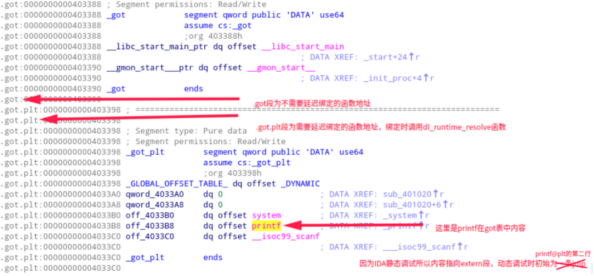 .got:0000000000403388 ; Segment permissions: Read/Write
.got:0000000000403388 _got segment qword public 'DATA' use64
.got:0000000000403388 assume cs:_got
.got:0000000000403388 ;org 403388h
.got:0000000000403388 __libc_start_main_ptr dq offset __libc_start_main
.got:0000000000403388 ; DATA XREF: _start+24↑r
.got:0000000000403390 __gmon_start___ptr dq offset __gmon_start__
.got:0000000000403390 ; DATA XREF: _init_proc+4↑r
.got:0000000000403390 _got ends
.got:0000000000403390
.got:0000000000403398 .got段为不需要延迟绑定的函数地址
.got.plt:0000000000403398 ; ===========================================================================
.got.plt:0000000000403398
.got.plt段为需要延迟绑定的函数地址，绑定时调用dl_runtime_resolve函数
.got.plt:0000000000403398 ; Segment type: Pure data
.got.plt:0000000000403398 ; Segment permissions: Read/Write
.got.plt:0000000000403398 _got_plt segment qword public 'DATA' use64
.got.plt:0000000000403398 assume cs:_got_plt
.got.plt:0000000000403398 ;org 403398h
.got.plt:0000000000403398 _GLOBAL_OFFSET_TABLE_ dq offset _DYNAMIC
.got.plt:00000000004033A0 qword_4033A0 dq 0 ; DATA XREF: sub_401020↑r
.got.plt:00000000004033A8 qword_4033A8 dq 0 ; DATA XREF: sub_401020+6↑r
.got.plt:00000000004033B0 off_4033B0 dq offset system ; DATA XREF: _system↑r
.got.plt:00000000004033B8 off_4033B8 dq offset printf ; DATA XREF: _printf↑r 这里是printf在got表中内容
.got.plt:00000000004033C0 off_4033C0 dq offset __isoc99_scanf
.got.plt:00000000004033C0 ; DATA XREF: ___isoc99_scanf↑r
.got.plt:00000000004033C0 _got_plt ends
printf@plt的第二行
因为IDA静态调试所以内容指向extern段，动态调试时初始为
.got.plt:00000000004033C0